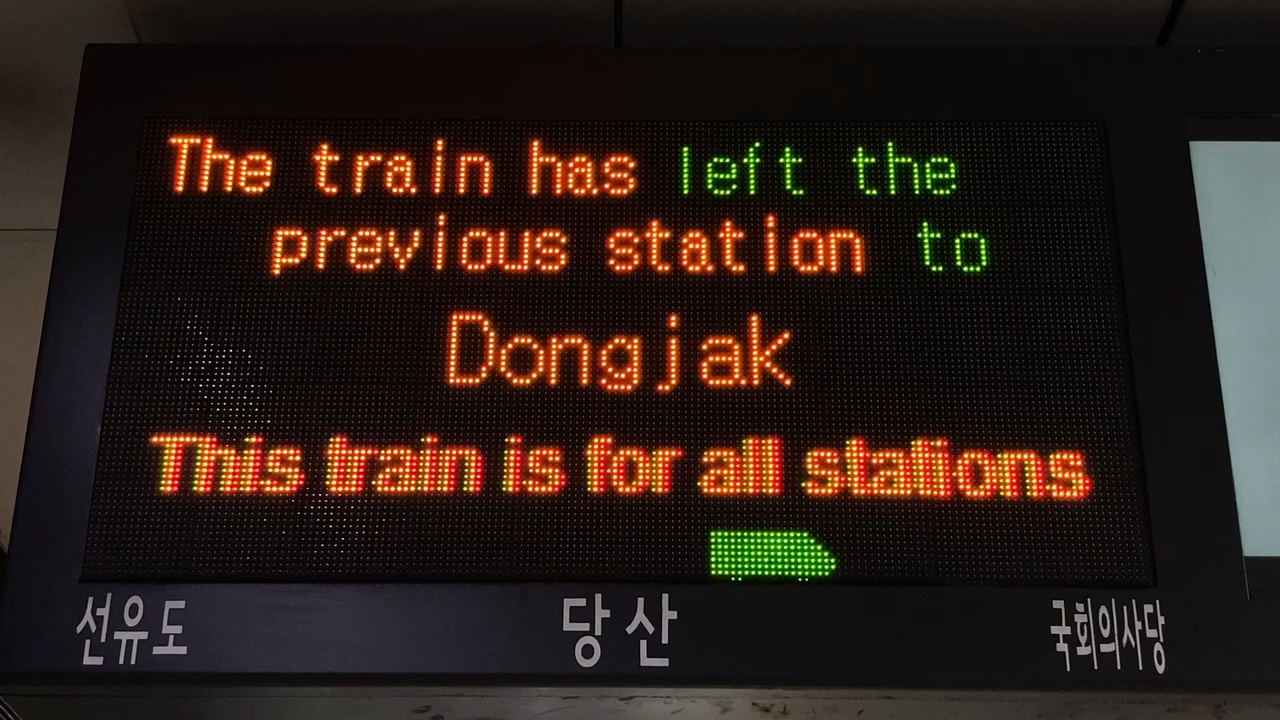 The train has left the
previous station to
Dongjak
This train is for all stations
선유도 당산 국회의사당